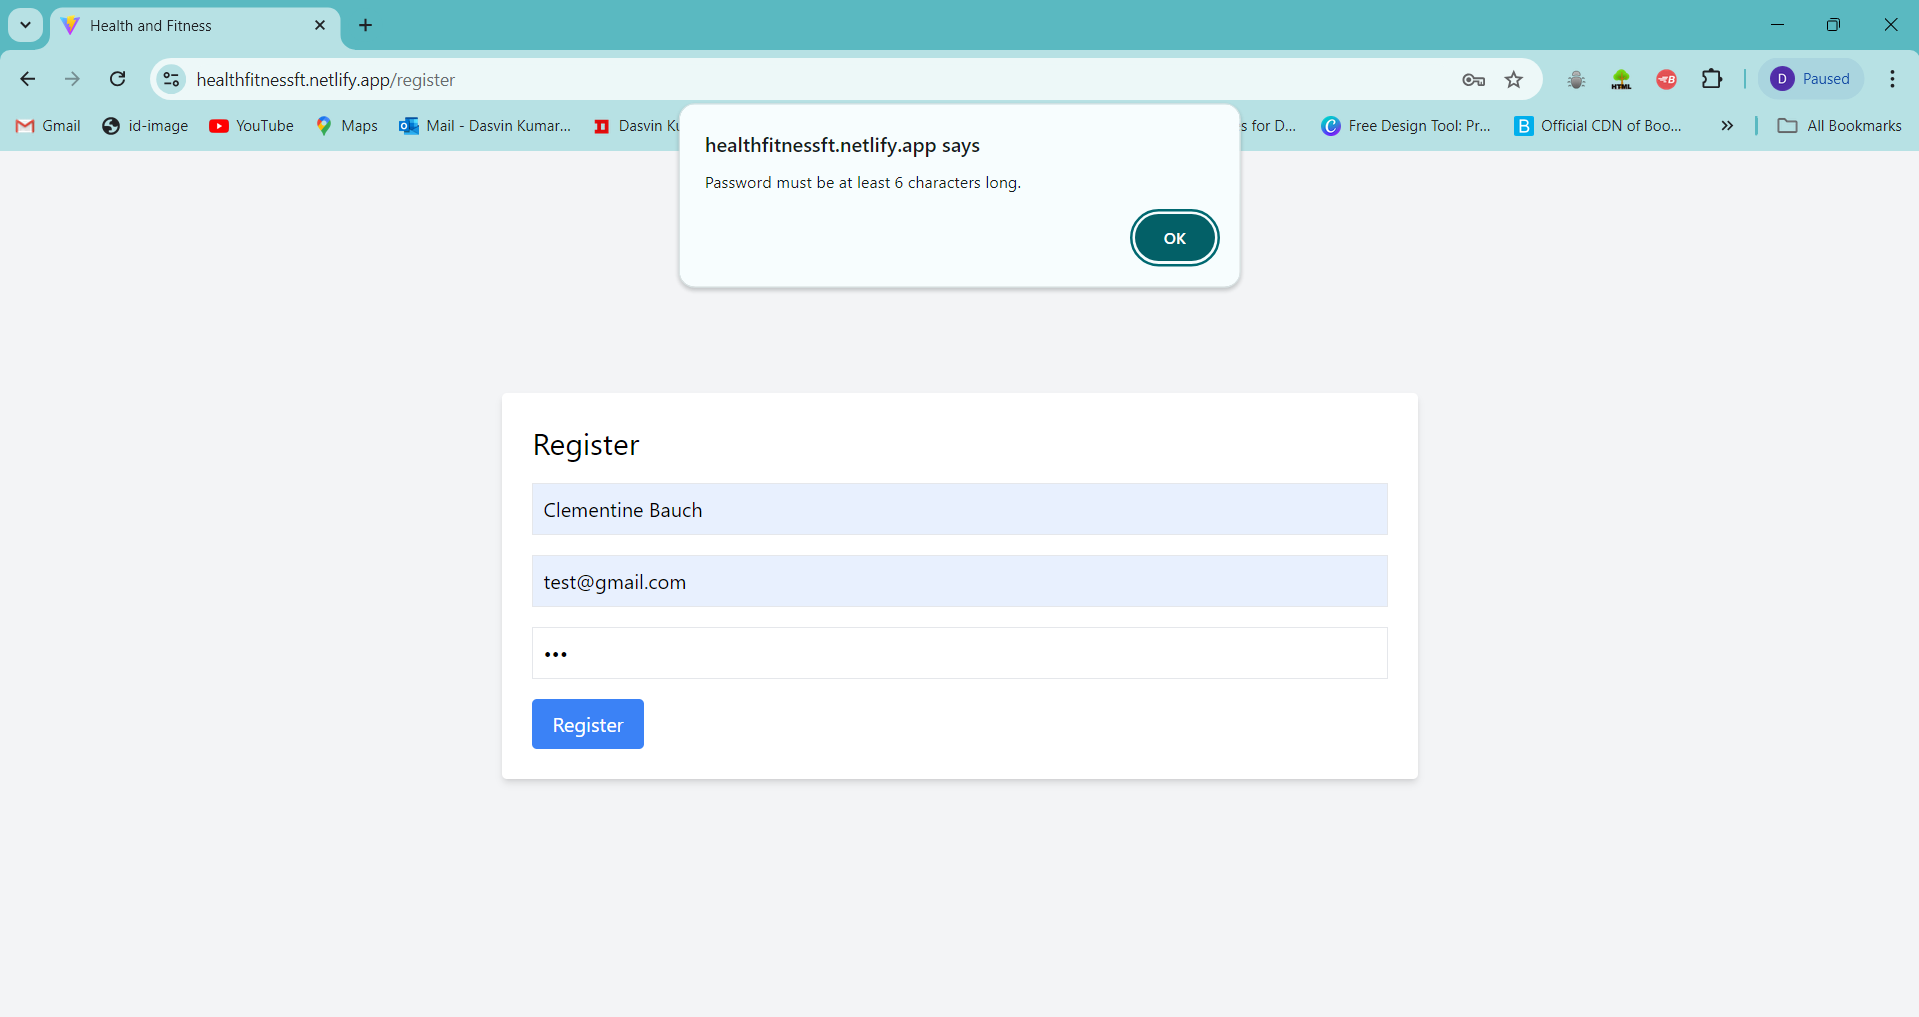 Health and Fitness
healthfitnessft.netlify.app/register
HTML
B
D
Paused
Gmail
id-image
YouTube
Maps
Mail - Dasvin Kumar...
Dasvin Ku
s for D...
Free Design Tool: Pr...
B
Official CDN of Boo...
All Bookmarks
healthfitnessft.netlify.app says
Password must be at least 6 characters long.
OK
Register
Clementine Bauch
test@gmail.com
Register